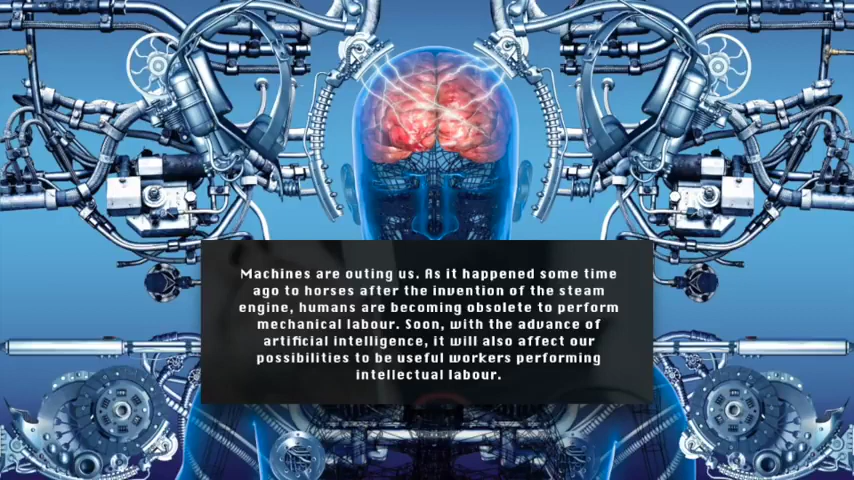 Machines are outing us. As it happened some time
ago to horses after the invention of the steam
engine, humans are becoming obsolete to perform
mechanical labour. Soon, with the advance of
artificial intelligence, it will also affect our
possibilities to be useful workers performing
intellectual labour.